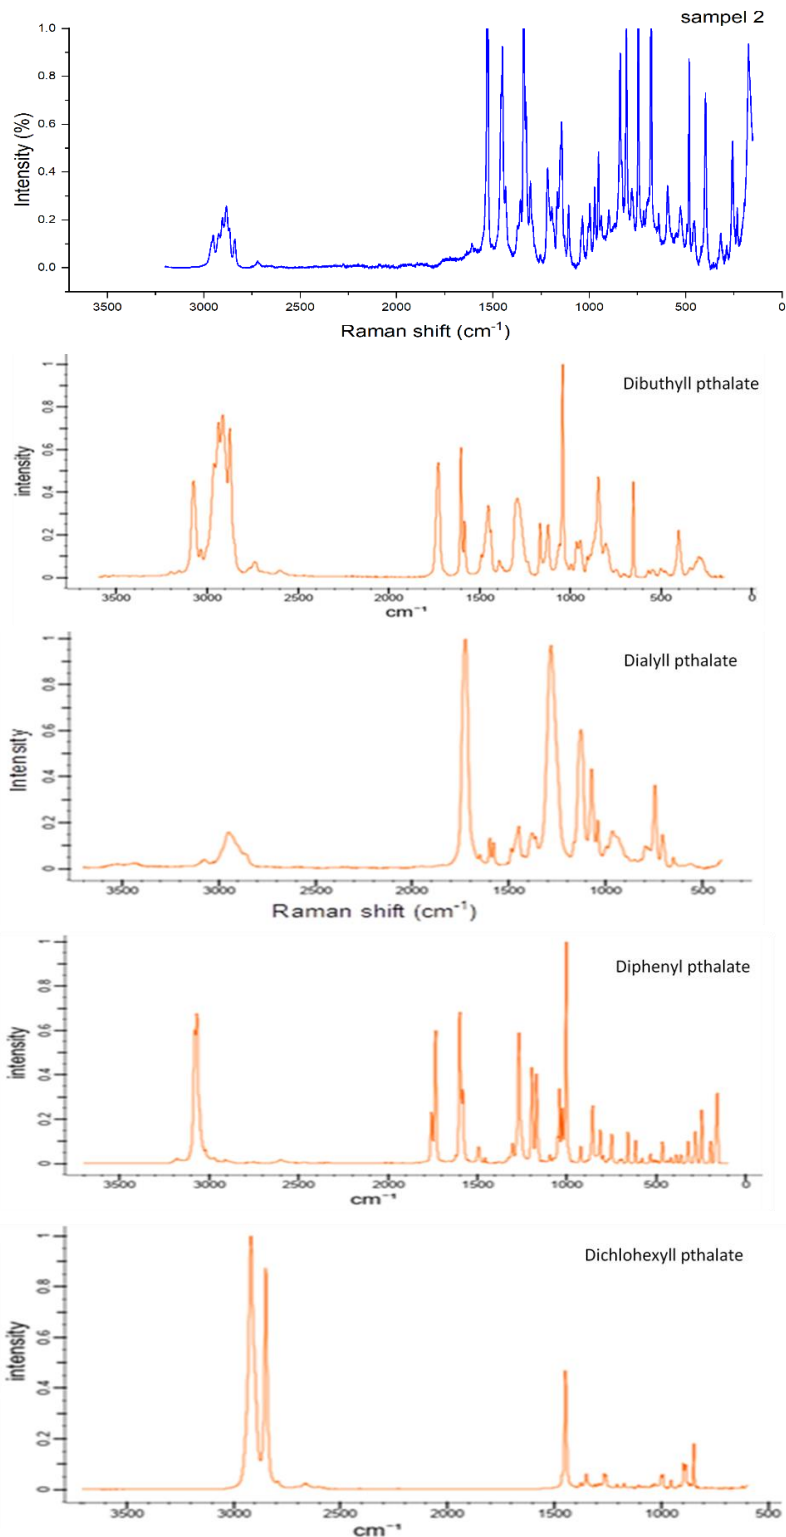 sampel 2
1.0
0.8
0.6
0.4
0.2
0.0
Intensity (%)
3500 3000 2500 2000 1500 1000 500 0
Raman shift (cm⁻¹)
Dibuthyll pthalate
1
0.8
0.6
0.4
0.2
0
intensity
3500 3000 2500 2000 1500 1000 500 0
cm⁻¹
Dialyll pthalate
1
0.8
0.6
0.4
0.2
0
Intensity
3500 3000 2500 2000 1500 1000 500
Raman shift (cm⁻¹)
Diphenyl pthalate
1
0.8
0.6
0.4
0.2
0
intensity
3500 3000 2500 2000 1500 1000 500 0
cm⁻¹
Dichlohexyll pthalate
1
0.8
0.6
0.4
0.2
0
intensity
3500 3000 2500 2000 1500 1000 500
cm⁻¹